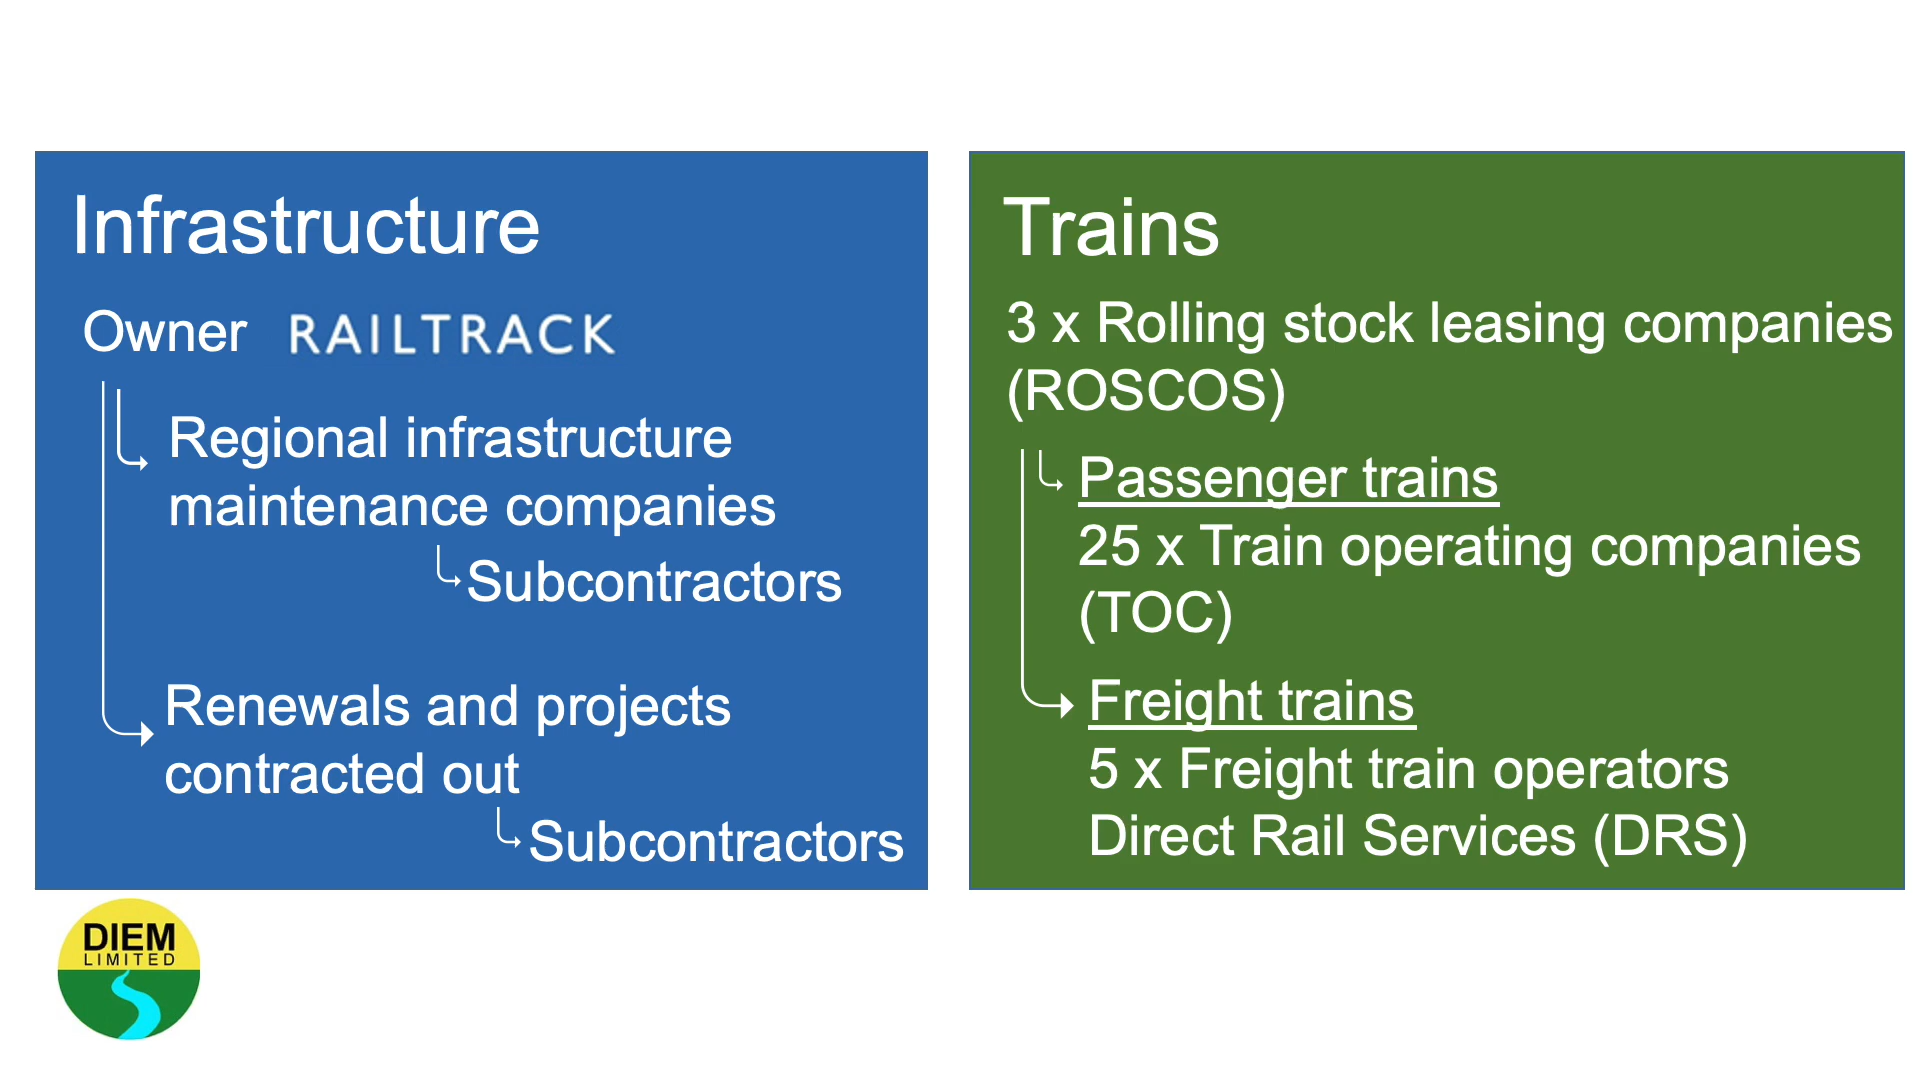 Infrastructure
Owner RAILTRACK
Regional infrastructure
maintenance companies
Subcontractors
Renewals and projects
contracted out
Subcontractors
Trains
3 x Rolling stock leasing companies
(ROSCOS)
Passenger trains
25 x Train operating companies
(TOC)
Freight trains
5 x Freight train operators
Direct Rail Services (DRS)
DIEM
LIMITED